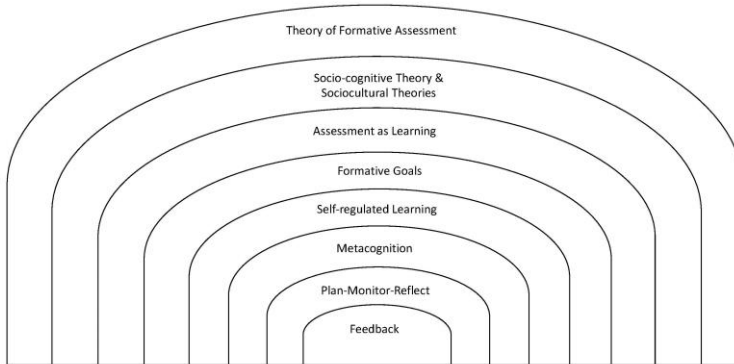 Theory of Formative Assessment
Socio-cognitive Theory &
Sociocultural Theories
Assessment as Learning
Formative Goals
Self-regulated Learning
Metacognition
Plan-Monitor-Reflect
Feedback